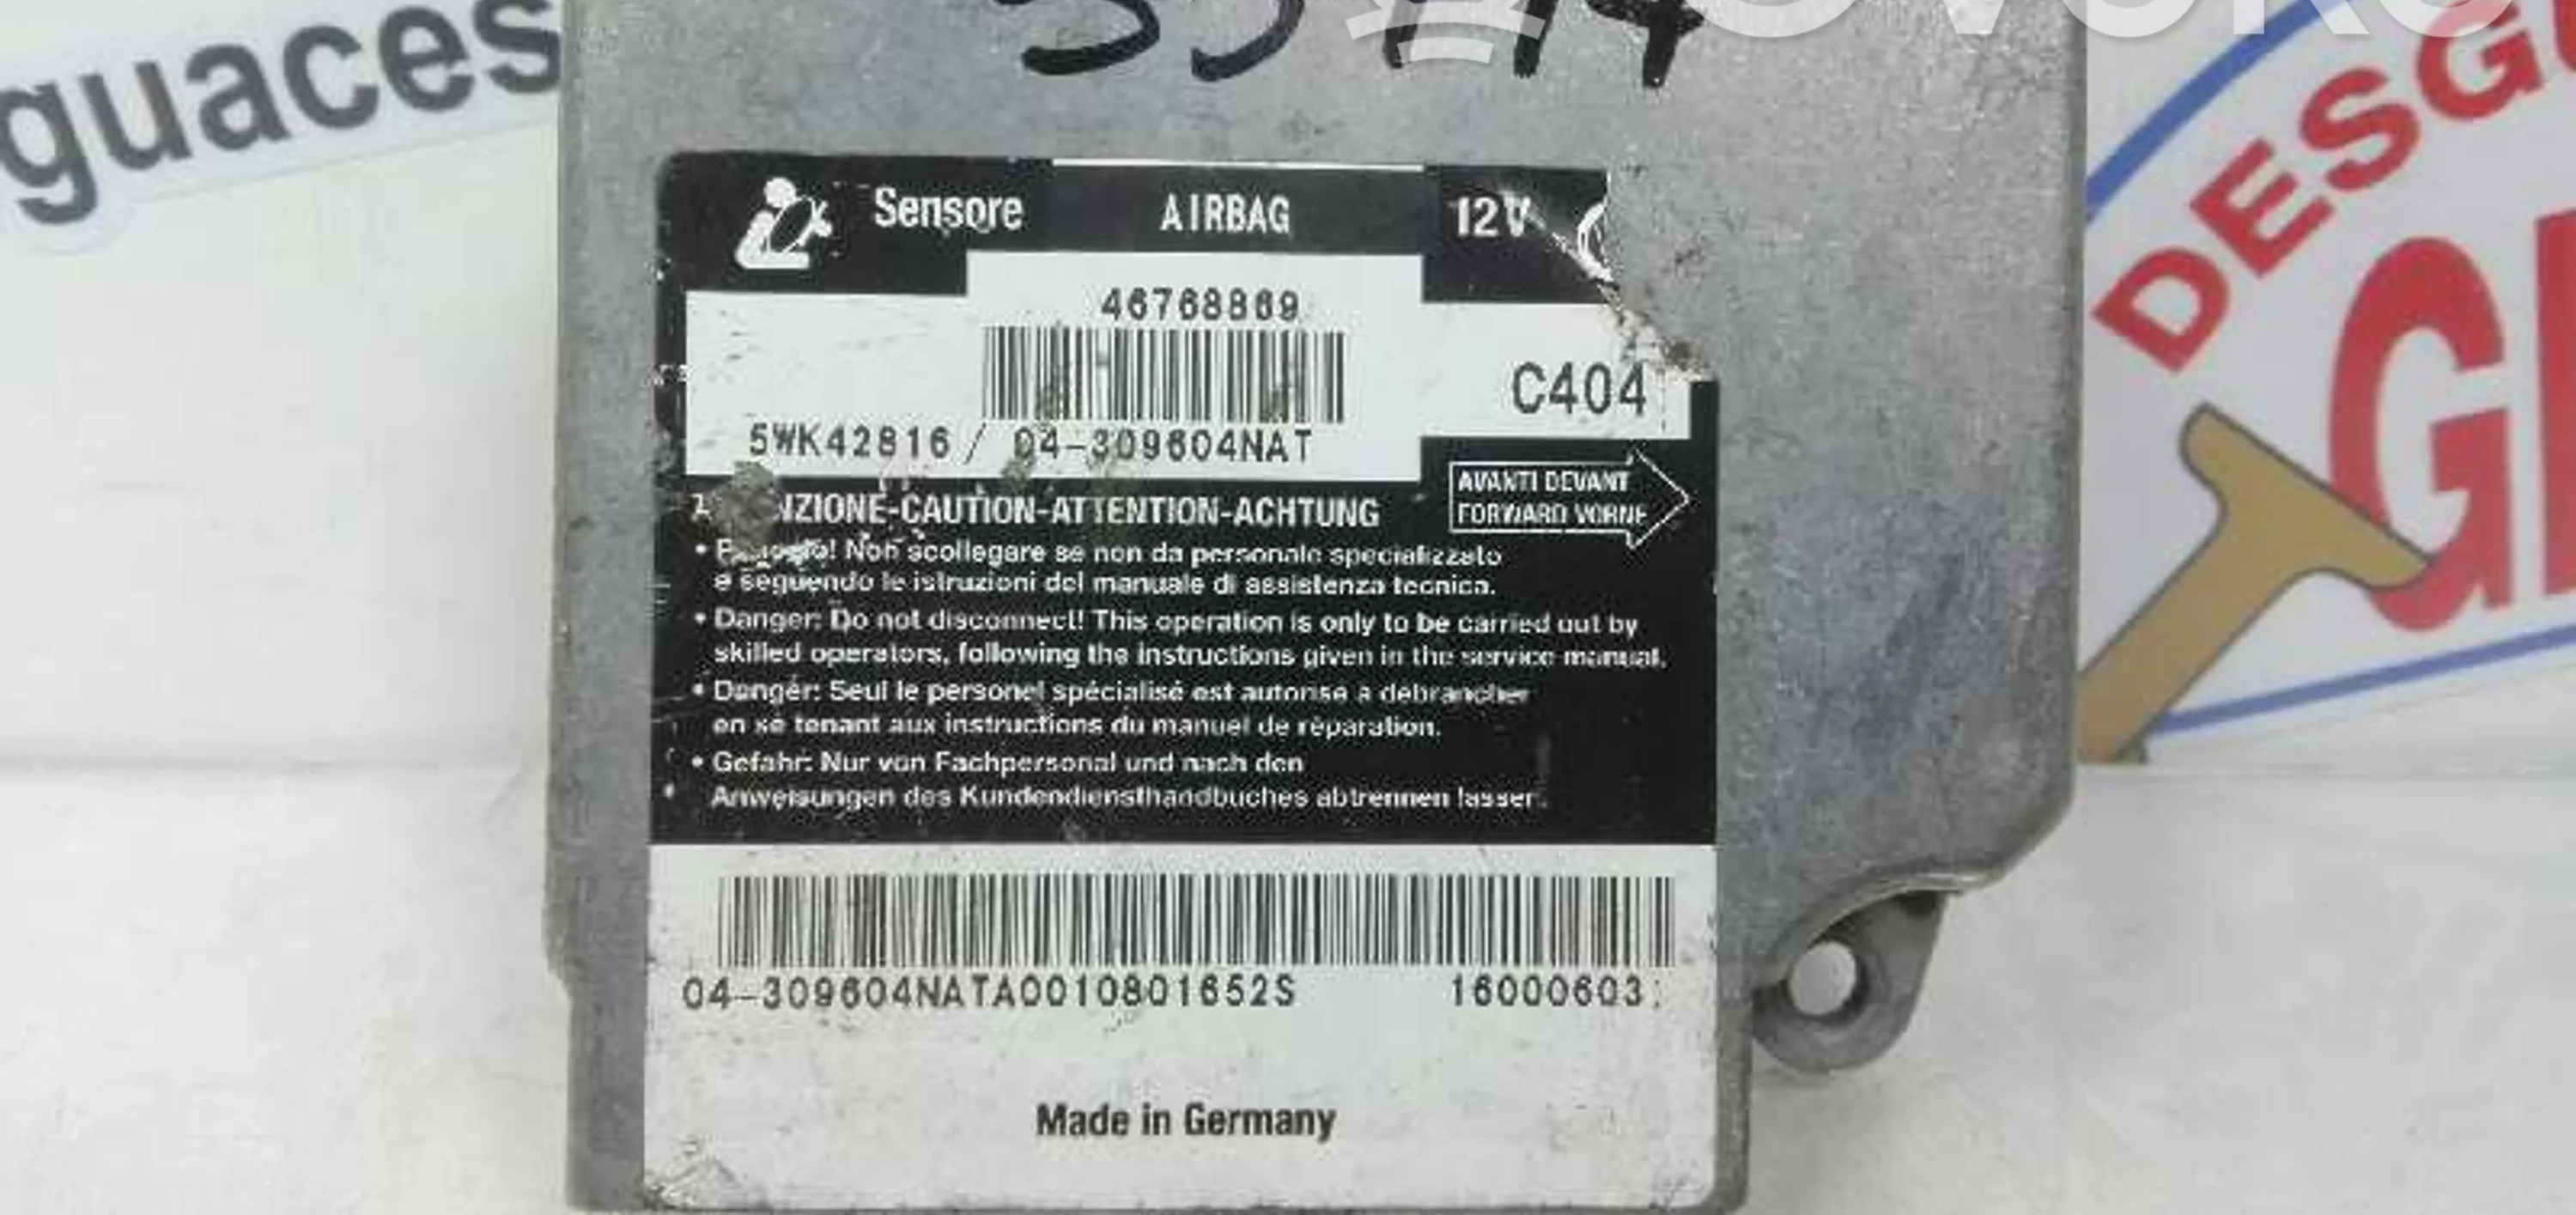 guaces
DESGU
Sensore AIRBAG 12V
46768869
C404
5WK42816 / 04-309604NAT
NZIONE-CAUTION-ATTENTION-ACHTUNG
AVANTI DEVANT
FORWARD VORNE
• Non scollegare se non da personale specializzato
e seguendo le istruzioni del manuale di assistenza tecnica.
• Danger: Do not disconnect! This operation is only to be carried out by
skilled operators, following the instructions given in the service manual.
• Dangér: Seul le personel spécialisé est autorise a debrancher
en se tenant aux instructions du manuel de rèparation.
• Gefahr: Nur von Fachpersonal und nach den
Anweisungen des Kundendiensthandbuches abtrennen lassen.
04-309604NATA0010801652S 16000603
Made in Germany